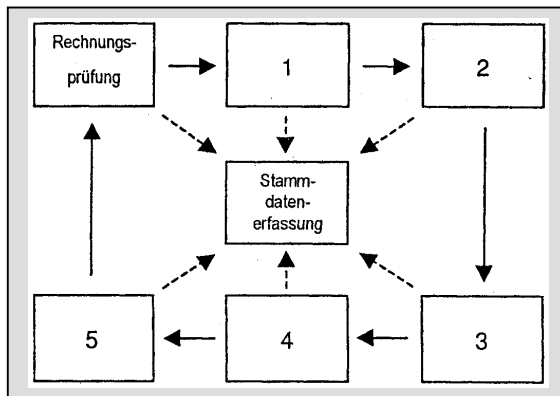 Rechnungs-
prüfung
1
2
Stamm-
daten-
erfassung
5
4
3